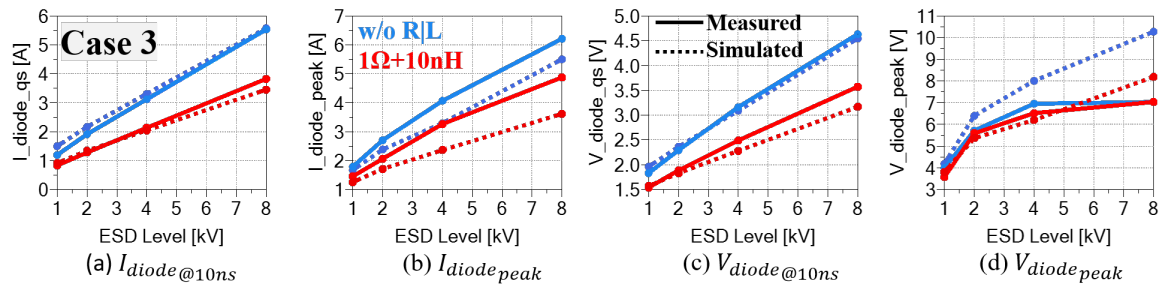 Case 3
I_diode_qs [A]
6
5
4
3
2
1
0
1 2 3 4 5 6 7 8
ESD Level [kV]
(a) I_diode@10ns
w/o R|L
1Ω+10nH
I_diode_peak [A]
7
6
5
4
3
2
1
1 2 3 4 5 6 7 8
ESD Level [kV]
(b) I_diode_peak
Measured
Simulated
V_diode_qs [V]
5.0
4.5
4.0
3.5
3.0
2.5
2.0
1.5
1 2 3 4 5 6 7 8
ESD Level [kV]
(c) V_diode@10ns
V_diode_peak [V]
11
10
9
8
7
6
5
4
3
1 2 3 4 5 6 7 8
ESD Level [kV]
(d) V_diode_peak